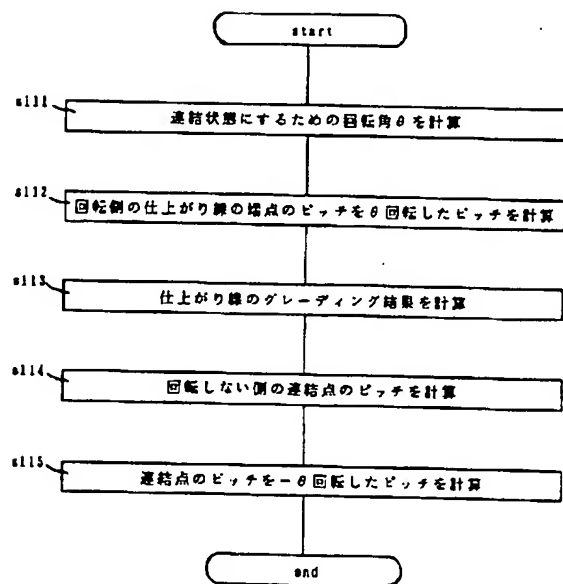 start
s111
連結状態にするための回転角θを計算
s112
回転側の仕上がり線の端点のピッチをθ回転したピッチを計算
s113
仕上がり線のグレーディング結果を計算
s114
回転しない側の連結点のピッチを計算
s115
連結点のピッチを−θ回転したピッチを計算
end